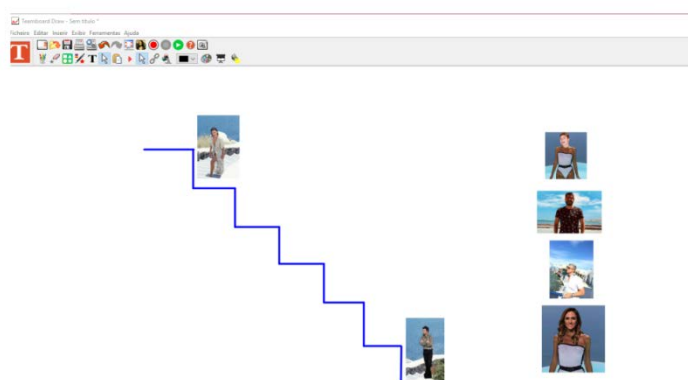 Teamboard Draw - Sem título *
Ficheiro Editar Inserir Exibir Ferramentas Ajuda
T
T